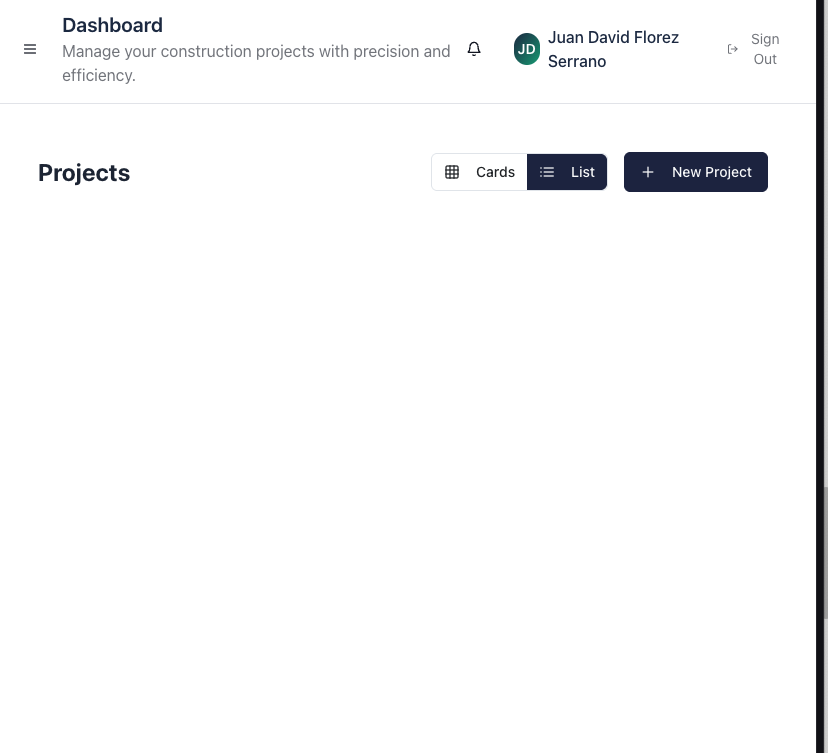 Dashboard
Manage your construction projects with precision and
efficiency.
JD
Juan David Florez
Serrano
Sign
Out
Projects
Cards
List
New Project